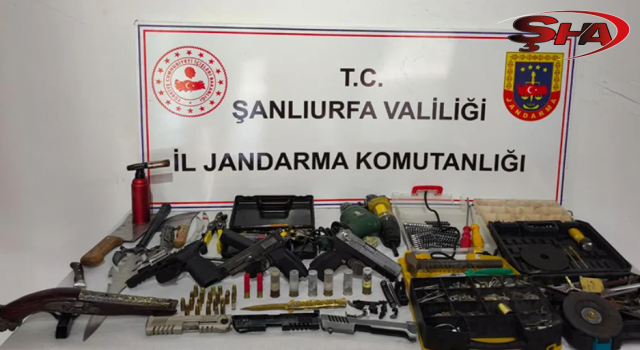 ŞHA
T.C.
ŞANLIURFA VALİLİĞİ
İL JANDARMA KOMUTANLIĞI
JANDARMA